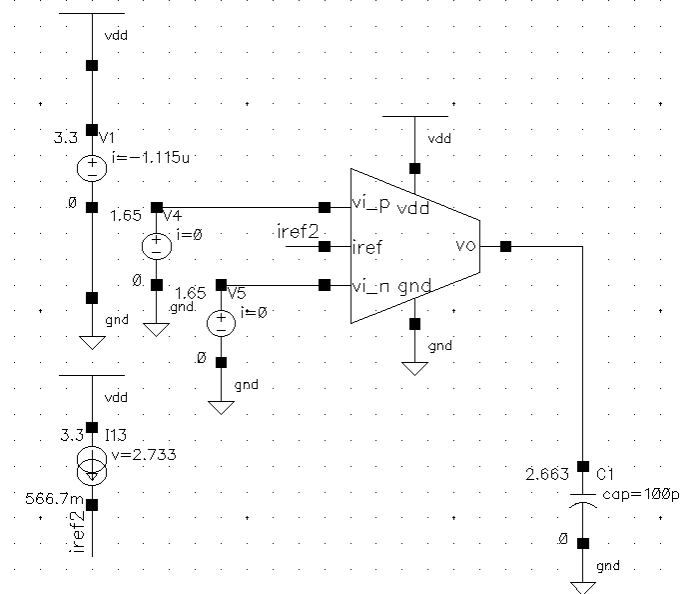 vdd
3.3 V1
i=-1.115u
0
gnd
1.65 V4
i=0
0
gnd
1.65 V5
i=0
0
gnd
vdd
vi_p vdd
iref2
iref
vo
vi_n gnd
gnd
vdd
3.3 I13
v=2.733
566.7m
iref2
2.663 C1
cap=100p
0
gnd